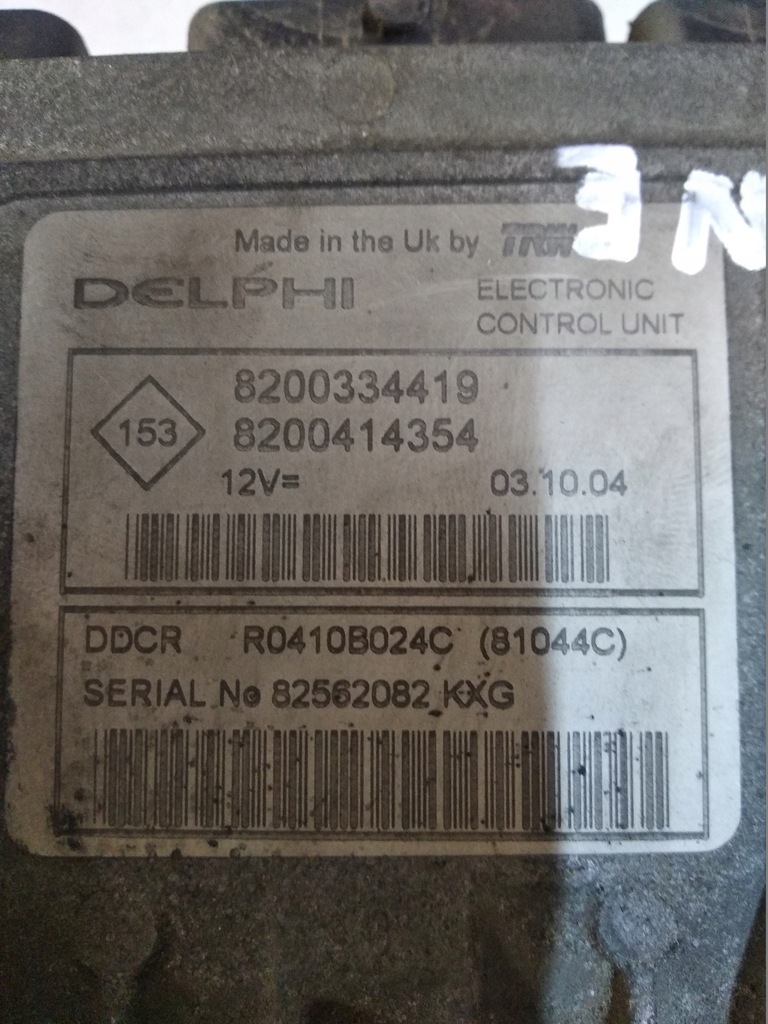 Made in the Uk by TRW
DELPHI
ELECTRONIC
CONTROL UNIT
153
8200334419
8200414354
12V=
03.10.04
DDCR R0410B024C (81044C)
SERIAL No 82562082 KXG